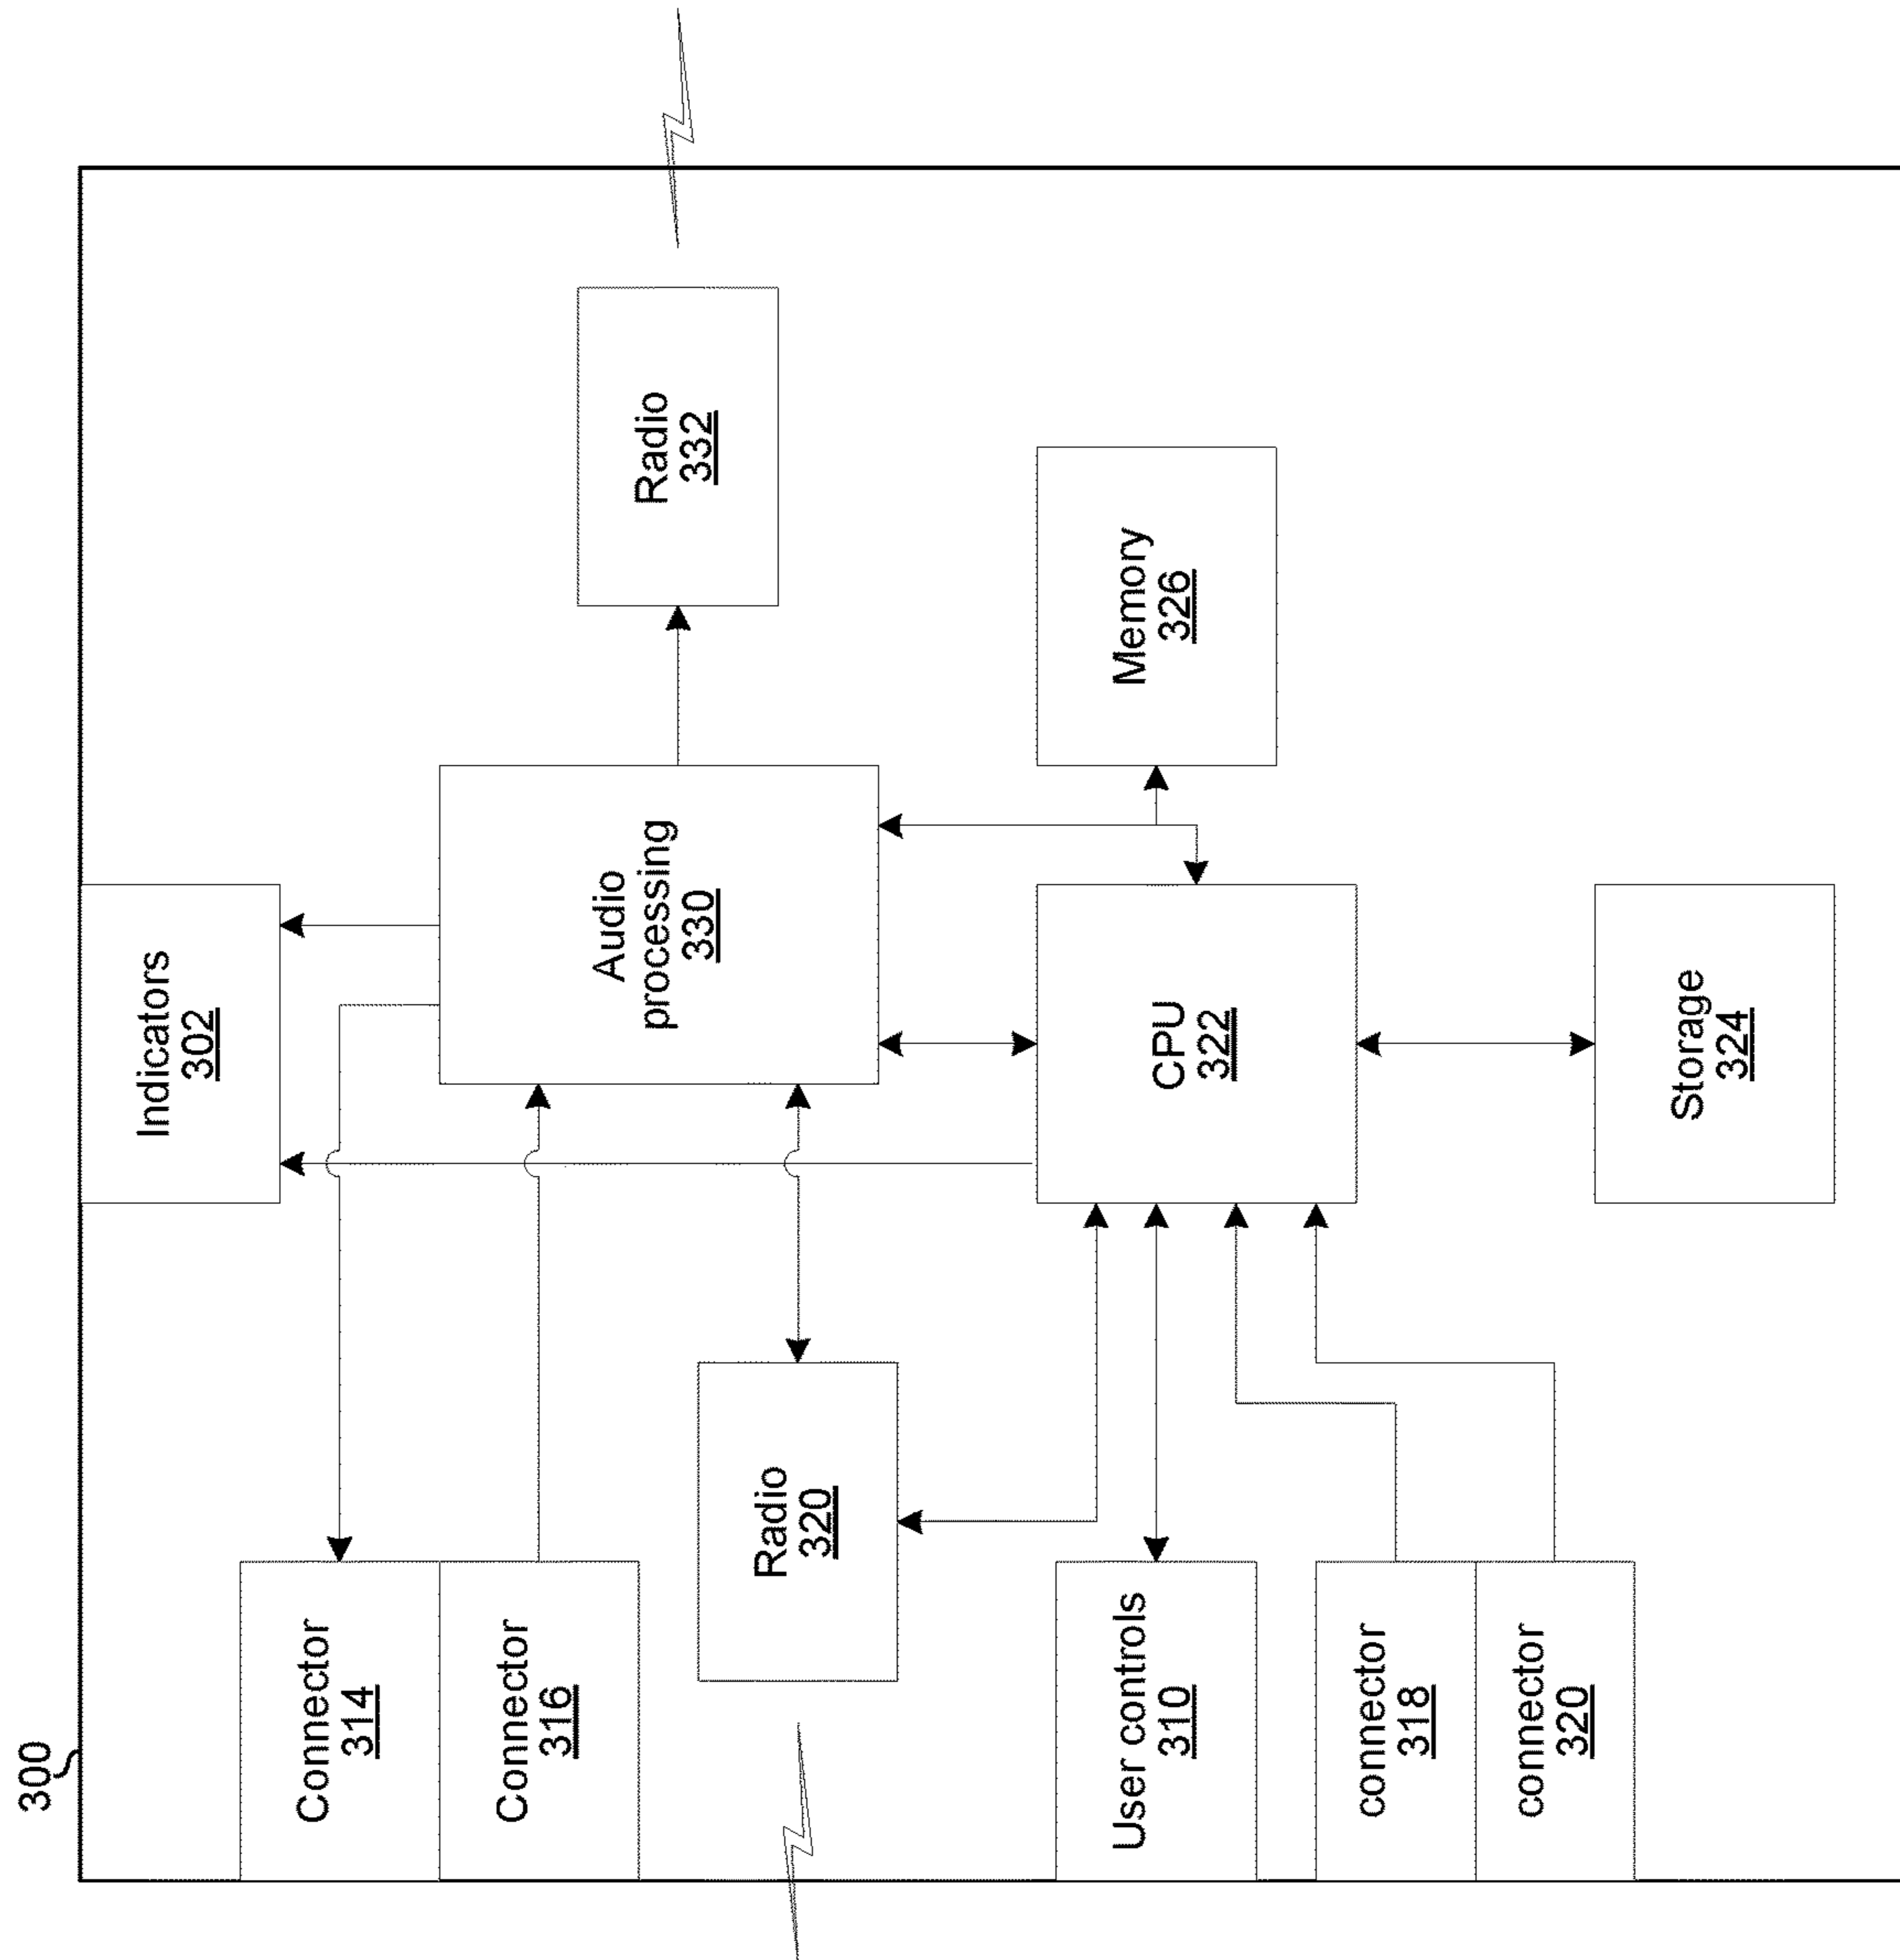 300
Indicators
302
Connector
314
Connector
316
Audio
processing
330
Radio
332
Radio
320
User controls
310
CPU
322
Memory
326
connector
318
connector
320
Storage
324